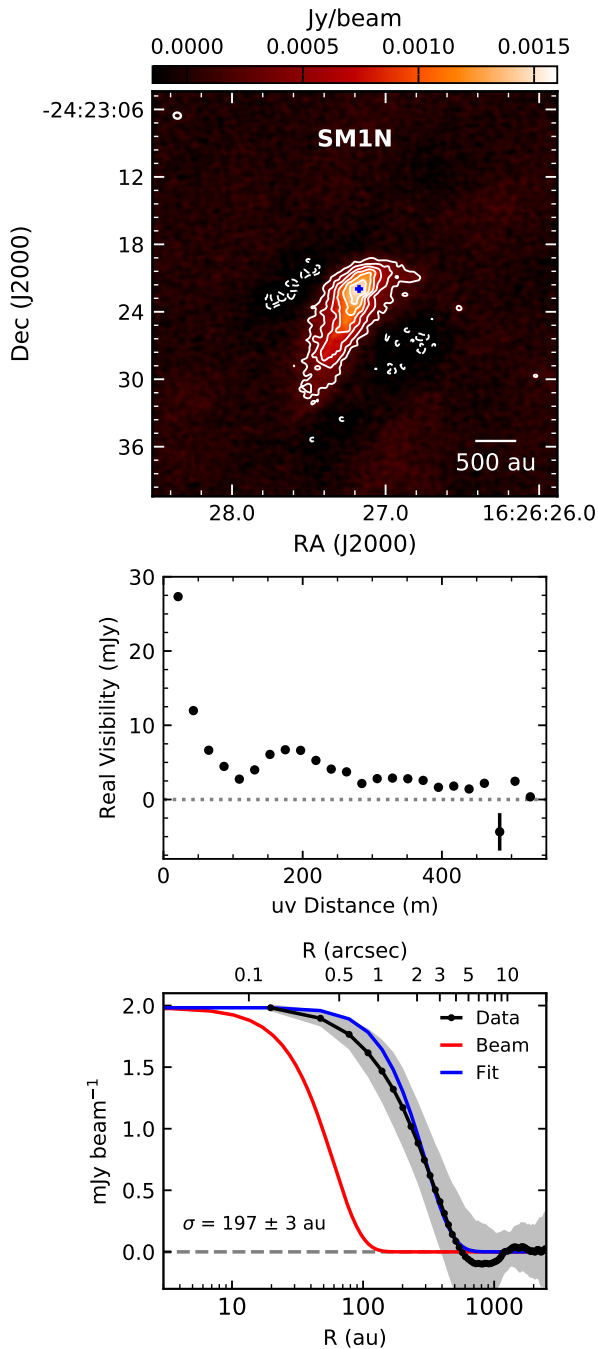 Jy/beam
0.0000 0.0005 0.0010 0.0015
SM1N
Dec (J2000)
-24:23:06
12
18
24
30
36
500 au
28.0 27.0 16:26:26.0
RA (J2000)
Real Visibility (mJy)
30
20
10
0
0 200 400
uv Distance (m)
R (arcsec)
0.1 0.5 1 2 3 5 10
mJy beam⁻¹
2.0
1.5
1.0
0.5
0.0
Data
Beam
Fit
σ = 197 ± 3 au
10 100 1000
R (au)